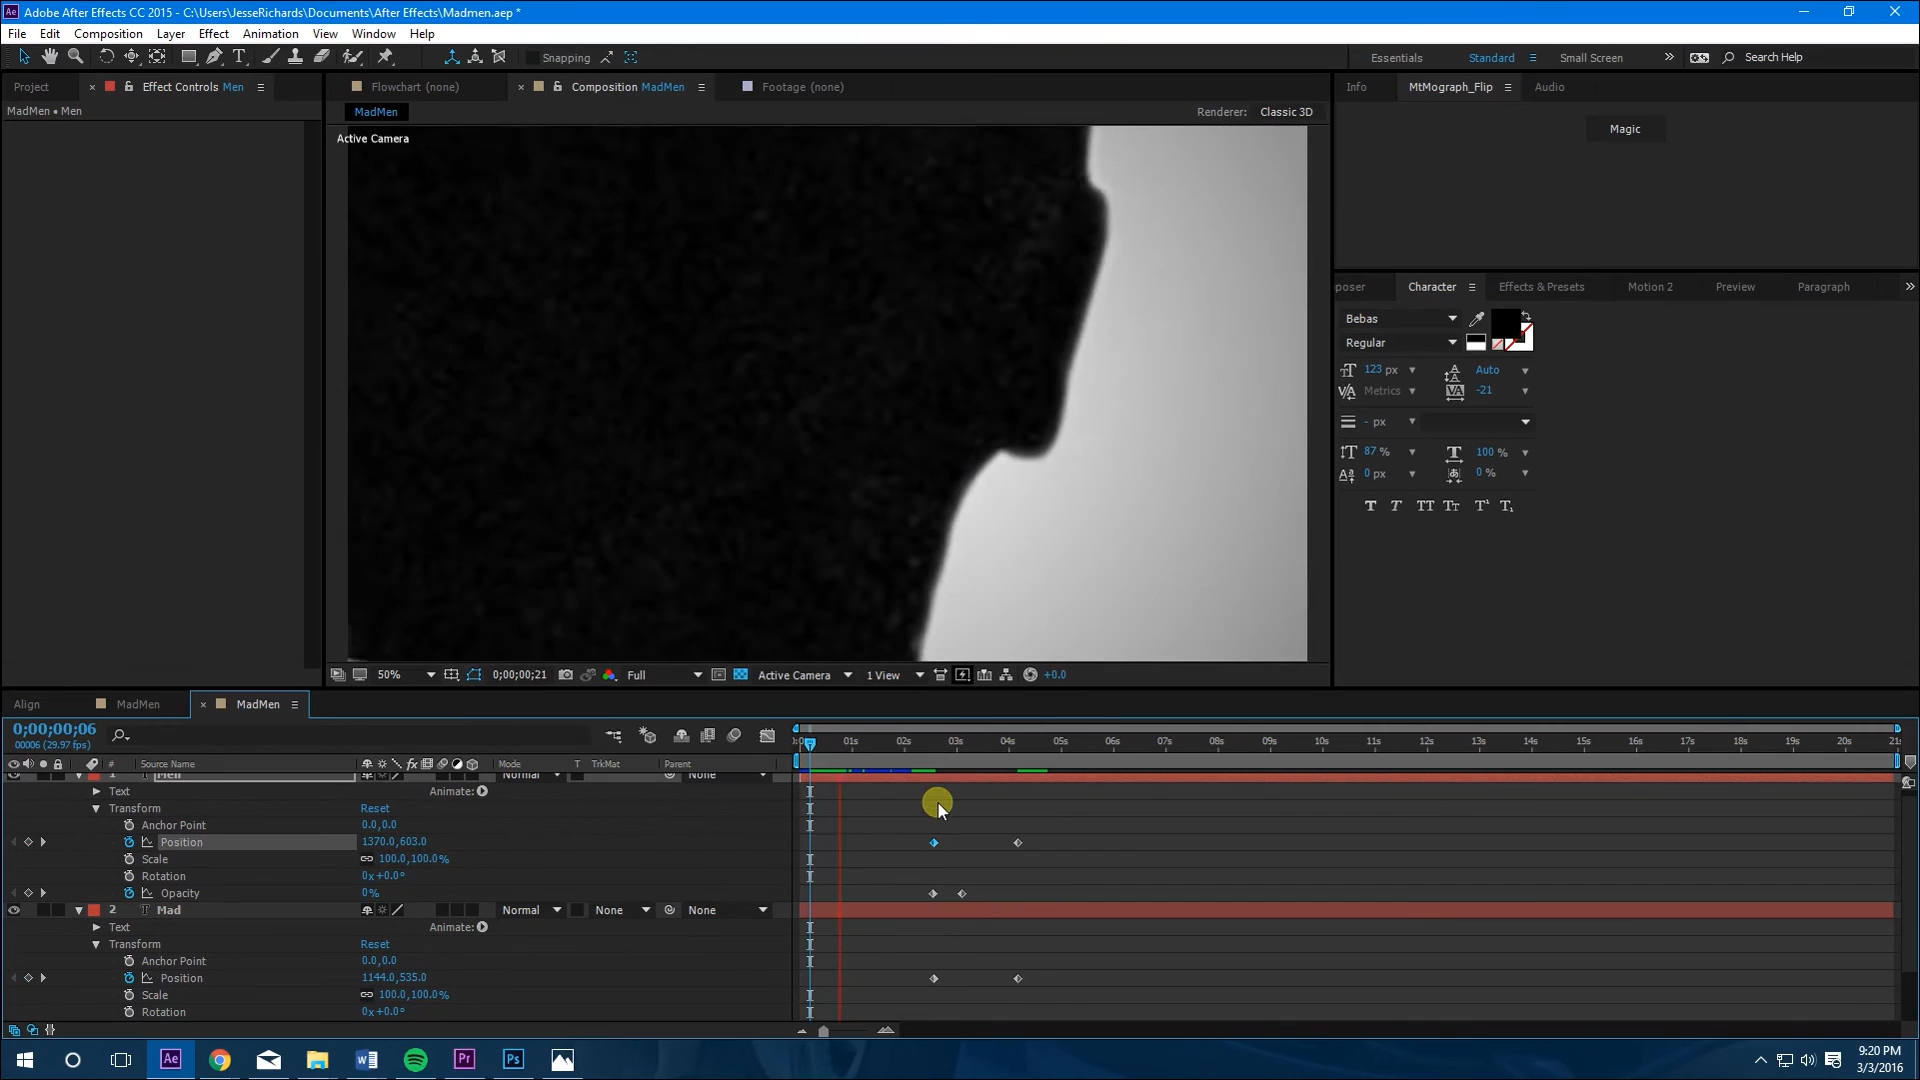 Adobe After Effects CC 2015 - C:\Users\JesseRichards\Documents\After Effects\Madmen.aep *
File Edit Composition Layer Effect Animation View Window Help
Snapping Essentials Standard Small Screen Search Help
Project Effect Controls Men Flowchart (none) Composition MadMen Footage (none) Info MtMograph_Flip Audio
MadMen • Men MadMen Renderer: Classic 3D
Active Camera
Magic
poser Character Effects & Presets Motion 2 Preview Paragraph
Bebas
Regular
123 px Auto
Metrics -21
- px
87 % 100 %
0 px 0 %
50% 0;00;00;21 Full Active Camera 1 View +0.0
Align MadMen MadMen
0;00;00;06
00006 (29.97 fps)
01s 02s 03s 04s 05s 06s 07s 08s 09s 10s 11s 12s 13s 14s 15s 16s 17s 18s 19s 20s 21s
# Source Name Mode T TrkMat Parent
1 Men Normal None
Text Animate:
Transform Reset
Anchor Point 0.0,0.0
Position 1370.0,603.0
Scale 100.0,100.0%
Rotation 0x+0.0°
Opacity 0%
2 Mad Normal None None
Text Animate:
Transform Reset
Anchor Point 0.0,0.0
Position 1144.0,535.0
Scale 100.0,100.0%
Rotation 0x+0.0°
9:20 PM
3/3/2016